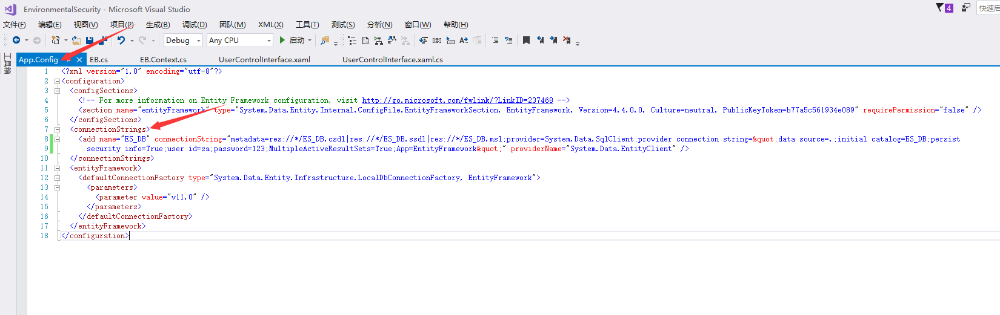 EnvironmentalSecurity - Microsoft Visual Studio
4
快速启
文件(F) 编辑(E) 视图(V) 项目(P) 生成(B) 调试(D) 团队(M) XML(X) 工具(T) 测试(S) 分析(N) 窗口(W) 帮助(H)
Debug Any CPU 启动
工具箱
App.Config EB.cs EB.Context.cs UserControlInterface.xaml UserControlInterface.xaml.cs
1 <?xml version="1.0" encoding="utf-8"?>
2 <configuration>
3 <configSections>
4 <!-- For more information on Entity Framework configuration, visit http://go.microsoft.com/fwlink/?LinkID=237468 -->
5 <section name="entityFramework" type="System.Data.Entity.Internal.ConfigFile.EntityFrameworkSection, EntityFramework, Version=4.4.0.0, Culture=neutral, PublicKeyToken=b77a5c561934e089" requirePermission="false" />
6 </configSections>
7 <connectionStrings>
8 <add name="ES_DB" connectionString="metadata=res://*/ES_DB.csdl|res://*/ES_DB.ssdl|res://*/ES_DB.msl;provider=System.Data.SqlClient;provider connection string=&quot;data source=.;initial catalog=ES_DB;persist
9 security info=True;user id=sa;password=123;MultipleActiveResultSets=True;App=EntityFramework&quot;" providerName="System.Data.EntityClient" />
10 </connectionStrings>
11 <entityFramework>
12 <defaultConnectionFactory type="System.Data.Entity.Infrastructure.LocalDbConnectionFactory, EntityFramework">
13 <parameters>
14 <parameter value="v11.0" />
15 </parameters>
16 </defaultConnectionFactory>
17 </entityFramework>
18 </configuration>